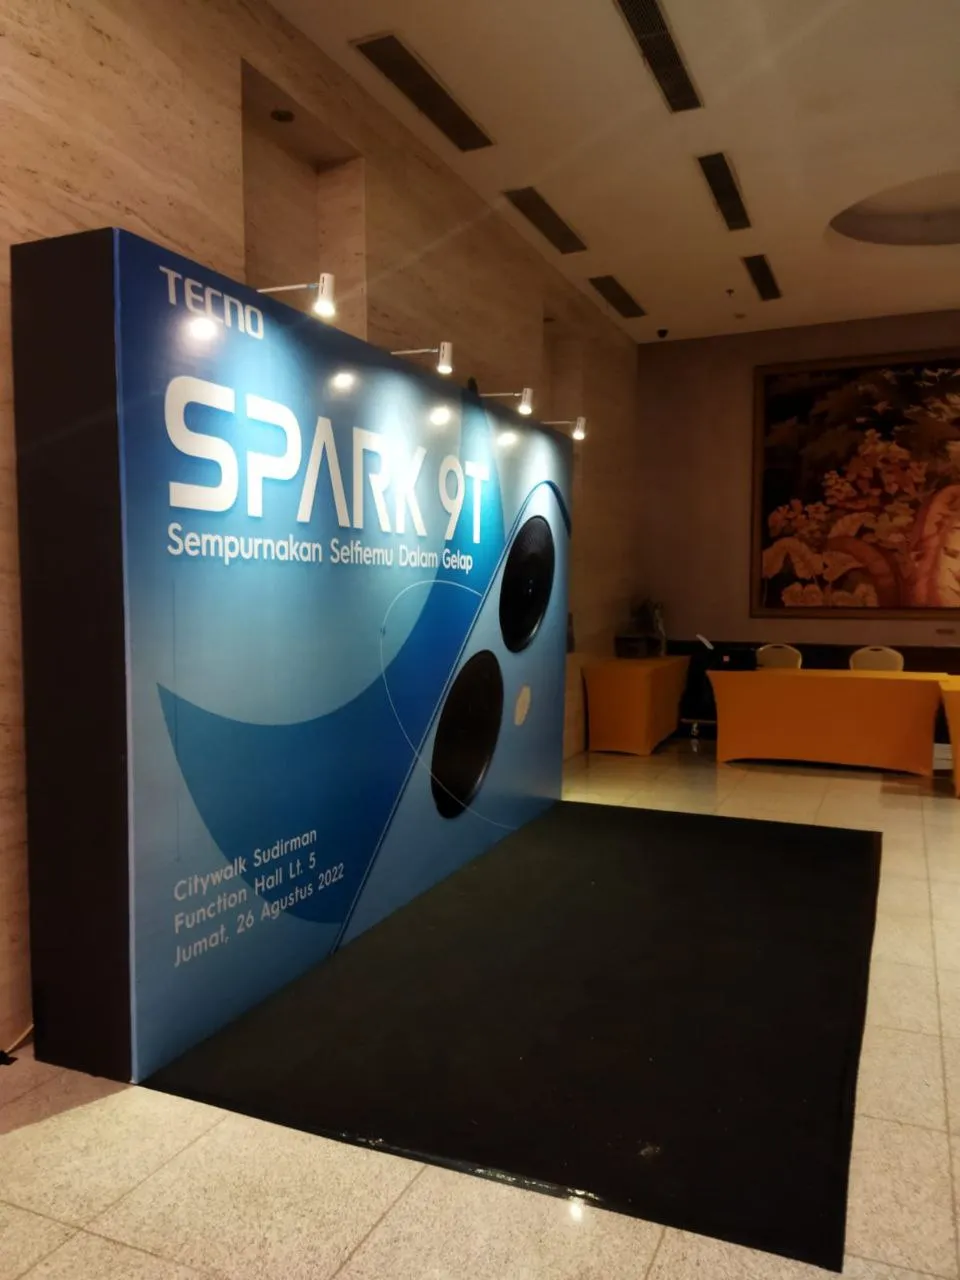 TECNO
SPARK 9T
Sempurnakan Selfiemu Dalam Gelap
Citywalk Sudirman
Function Hall Lt. 5
Jumat, 26 Agustus 2022